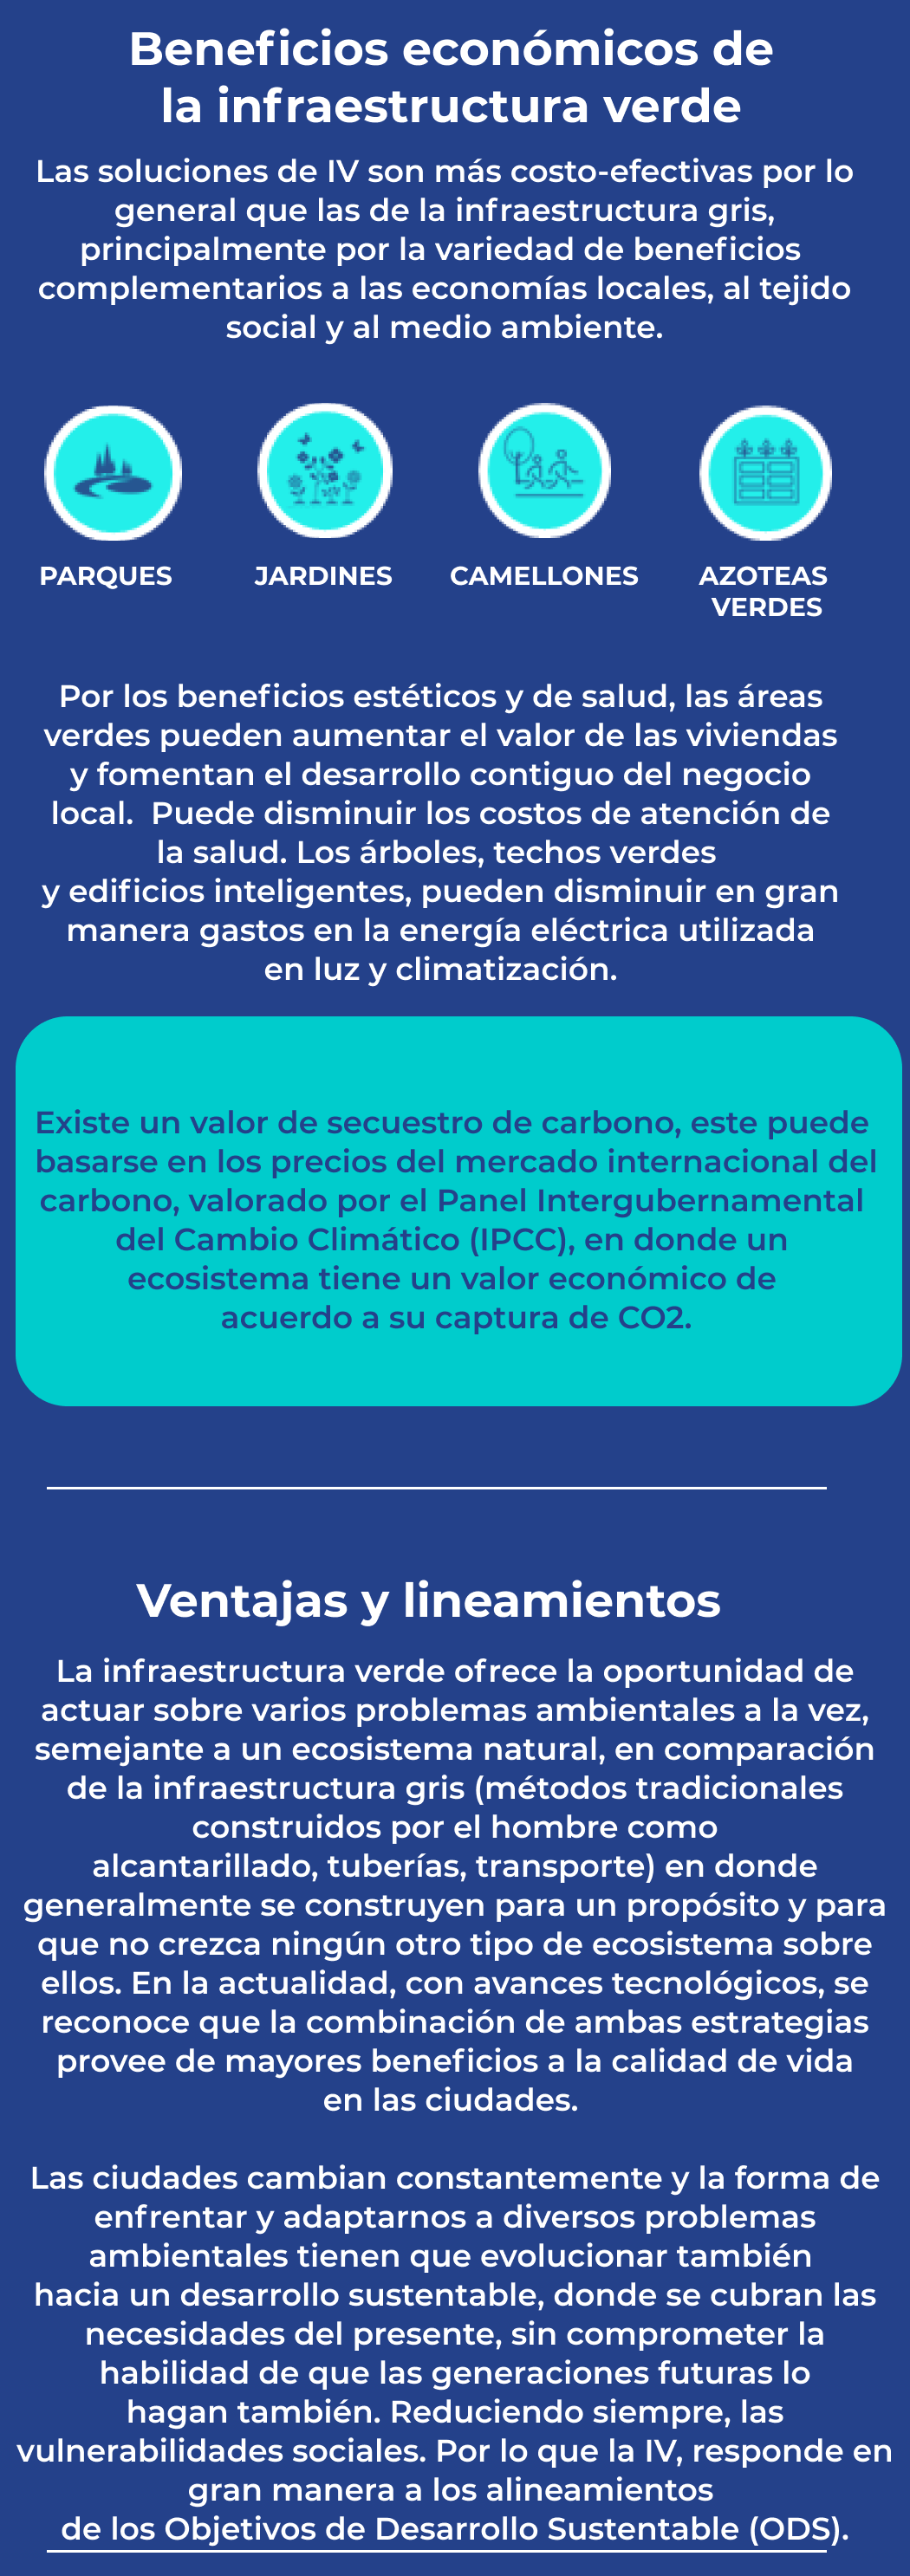 Beneficios económicos de
la infraestructura verde
Las soluciones de IV son más costo-efectivas por lo
general que las de la infraestructura gris,
principalmente por la variedad de beneficios
complementarios a las economías locales, al tejido
social y al medio ambiente.
PARQUES
JARDINES
CAMELLONES
AZOTEAS
VERDES
Por los beneficios estéticos y de salud, las áreas
verdes pueden aumentar el valor de las viviendas
y fomentan el desarrollo contiguo del negocio
local. Puede disminuir los costos de atención de
la salud. Los árboles, techos verdes
y edificios inteligentes, pueden disminuir en gran
manera gastos en la energía eléctrica utilizada
en luz y climatización.
Existe un valor de secuestro de carbono, este puede
basarse en los precios del mercado internacional del
carbono, valorado por el Panel Intergubernamental
del Cambio Climático (IPCC), en donde un
ecosistema tiene un valor económico de
acuerdo a su captura de CO2.
Ventajas y lineamientos
La infraestructura verde ofrece la oportunidad de
actuar sobre varios problemas ambientales a la vez,
semejante a un ecosistema natural, en comparación
de la infraestructura gris (métodos tradicionales
construidos por el hombre como
alcantarillado, tuberías, transporte) en donde
generalmente se construyen para un propósito y para
que no crezca ningún otro tipo de ecosistema sobre
ellos. En la actualidad, con avances tecnológicos, se
reconoce que la combinación de ambas estrategias
provee de mayores beneficios a la calidad de vida
en las ciudades.
Las ciudades cambian constantemente y la forma de
enfrentar y adaptarnos a diversos problemas
ambientales tienen que evolucionar también
hacia un desarrollo sustentable, donde se cubran las
necesidades del presente, sin comprometer la
habilidad de que las generaciones futuras lo
hagan también. Reduciendo siempre, las
vulnerabilidades sociales. Por lo que la IV, responde en
gran manera a los alineamientos
de los Objetivos de Desarrollo Sustentable (ODS).